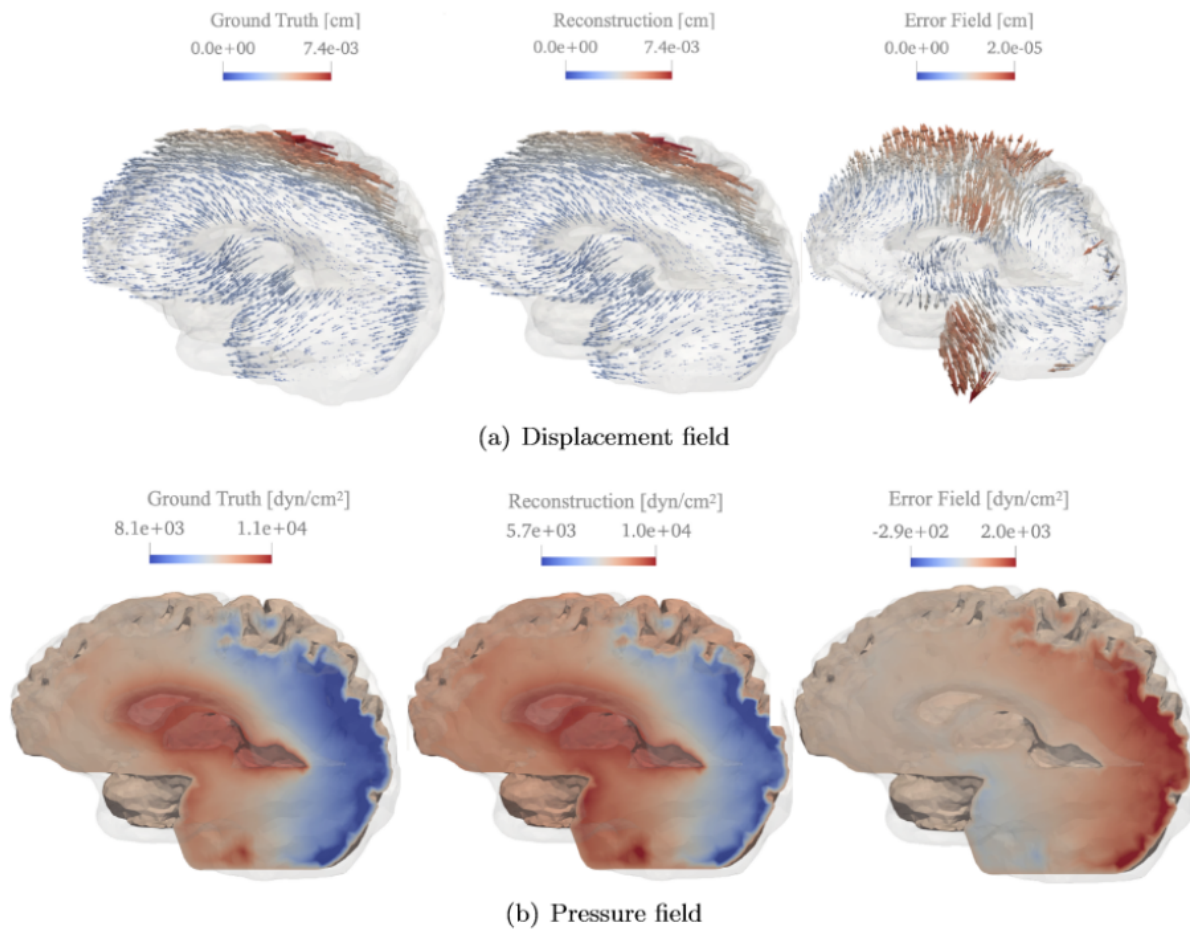 Ground Truth [cm] Reconstruction [cm] Error Field [cm]
0.0e+00 7.4e-03 0.0e+00 7.4e-03 0.0e+00 2.0e-05
(a) Displacement field
Ground Truth [dyn/cm²] Reconstruction [dyn/cm²] Error Field [dyn/cm²]
8.1e+03 1.1e+04 5.7e+03 1.0e+04 -2.9e+02 2.0e+03
(b) Pressure field